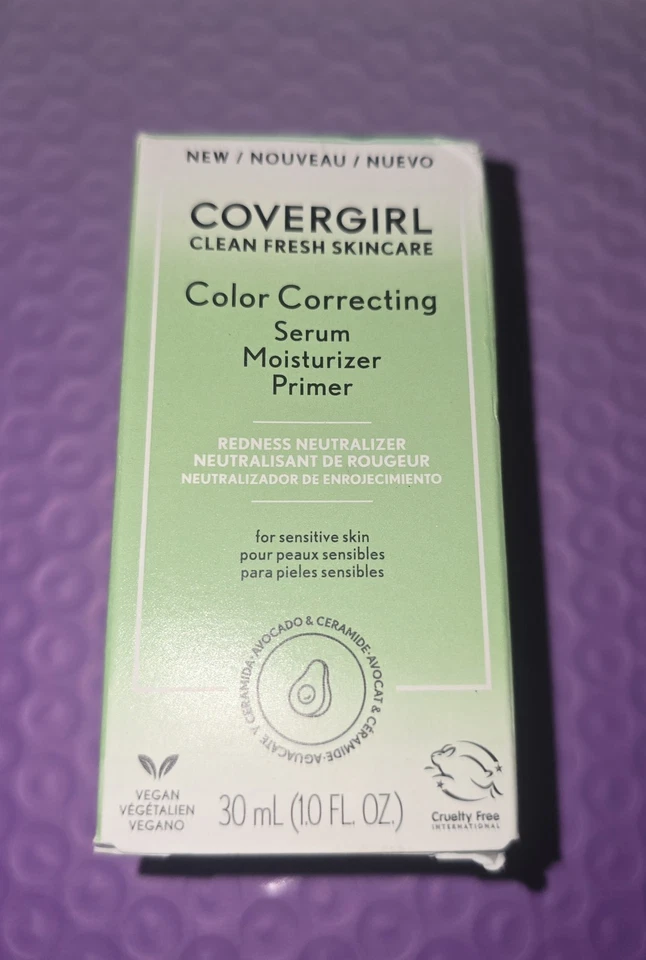 NEW / NOUVEAU / NUEVO
COVERGIRL
CLEAN FRESH SKINCARE
Color Correcting
Serum
Moisturizer
Primer
REDNESS NEUTRALIZER
NEUTRALISANT DE ROUGEUR
NEUTRALIZADOR DE ENROJECIMIENTO
for sensitive skin
pour peaux sensibles
para pieles sensibles
AVOCADO & CERAMIDE·AVOCAT & CÉRAMIDE·AGUACATE Y CERAMIDA·
VEGAN
VÉGÉTALIEN
VEGANO
30 mL (1.0 FL. OZ.)
Cruelty Free
INTERNATIONAL